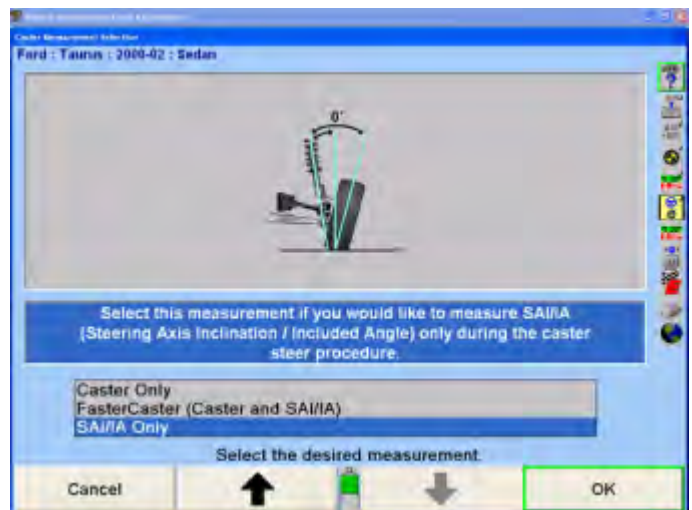 Caster Measurement Selection
Ford : Taurus : 2000-02 : Sedan
0°
Select this measurement if you would like to measure SAI/IA
(Steering Axis Inclination / Included Angle) only during the caster
steer procedure.
Caster Only
FasterCaster (Caster and SAI/IA)
SAI/IA Only
Select the desired measurement.
Cancel
OK